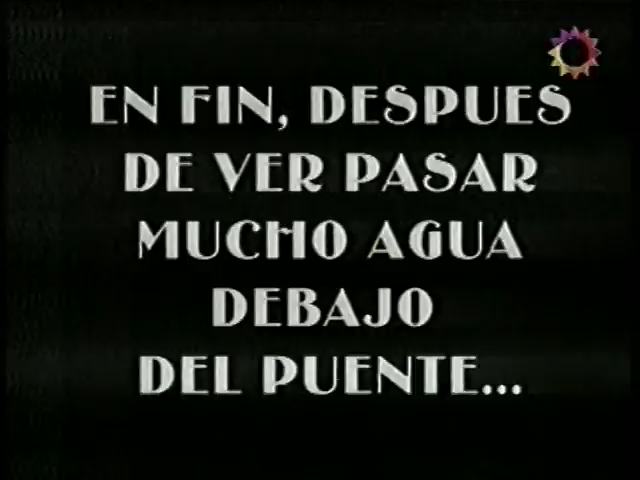 EN FIN, DESPUES
DE VER PASAR
MUCHO AGUA
DEBAJO
DEL PUENTE...